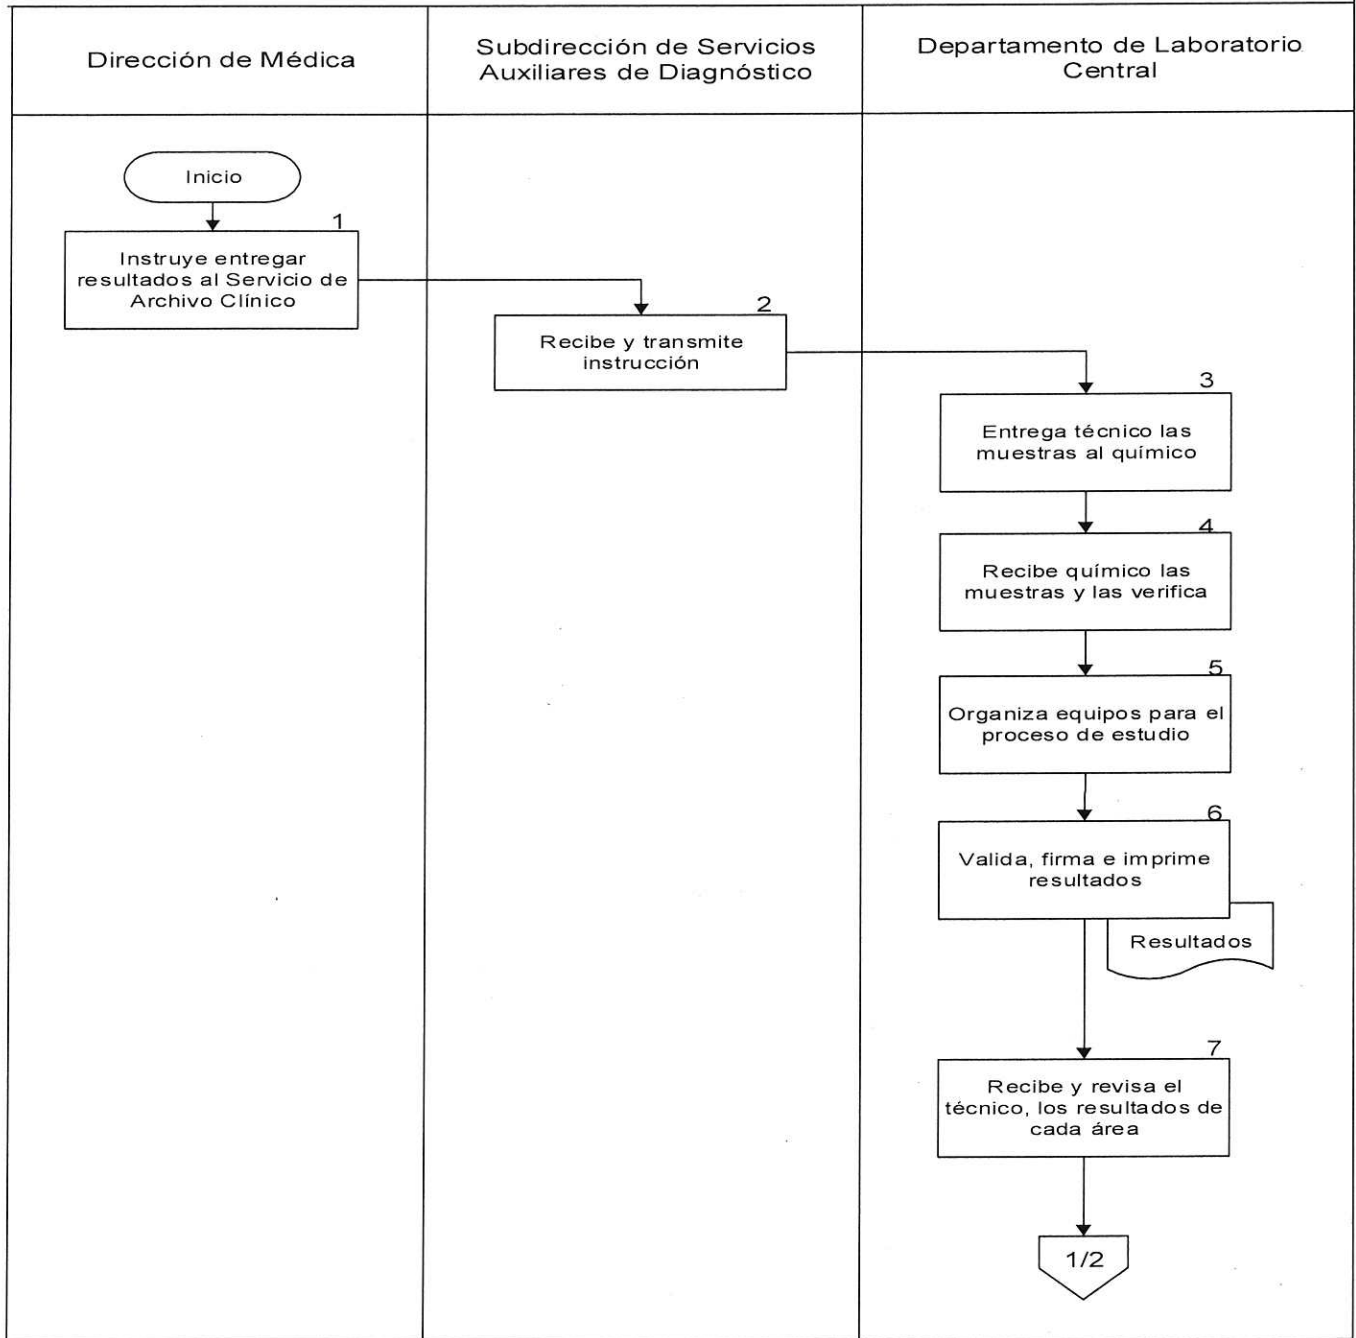 Dirección de Médica
Subdirección de Servicios
Auxiliares de Diagnóstico
Departamento de Laboratorio
Central
Inicio
1
Instruye entregar
resultados al Servicio de
Archivo Clínico
2
Recibe y transmite
instrucción
3
Entrega técnico las
muestras al químico
4
Recibe químico las
muestras y las verifica
5
Organiza equipos para el
proceso de estudio
6
Valida, firma e imprime
resultados
Resultados
7
Recibe y revisa el
técnico, los resultados de
cada área
1/2